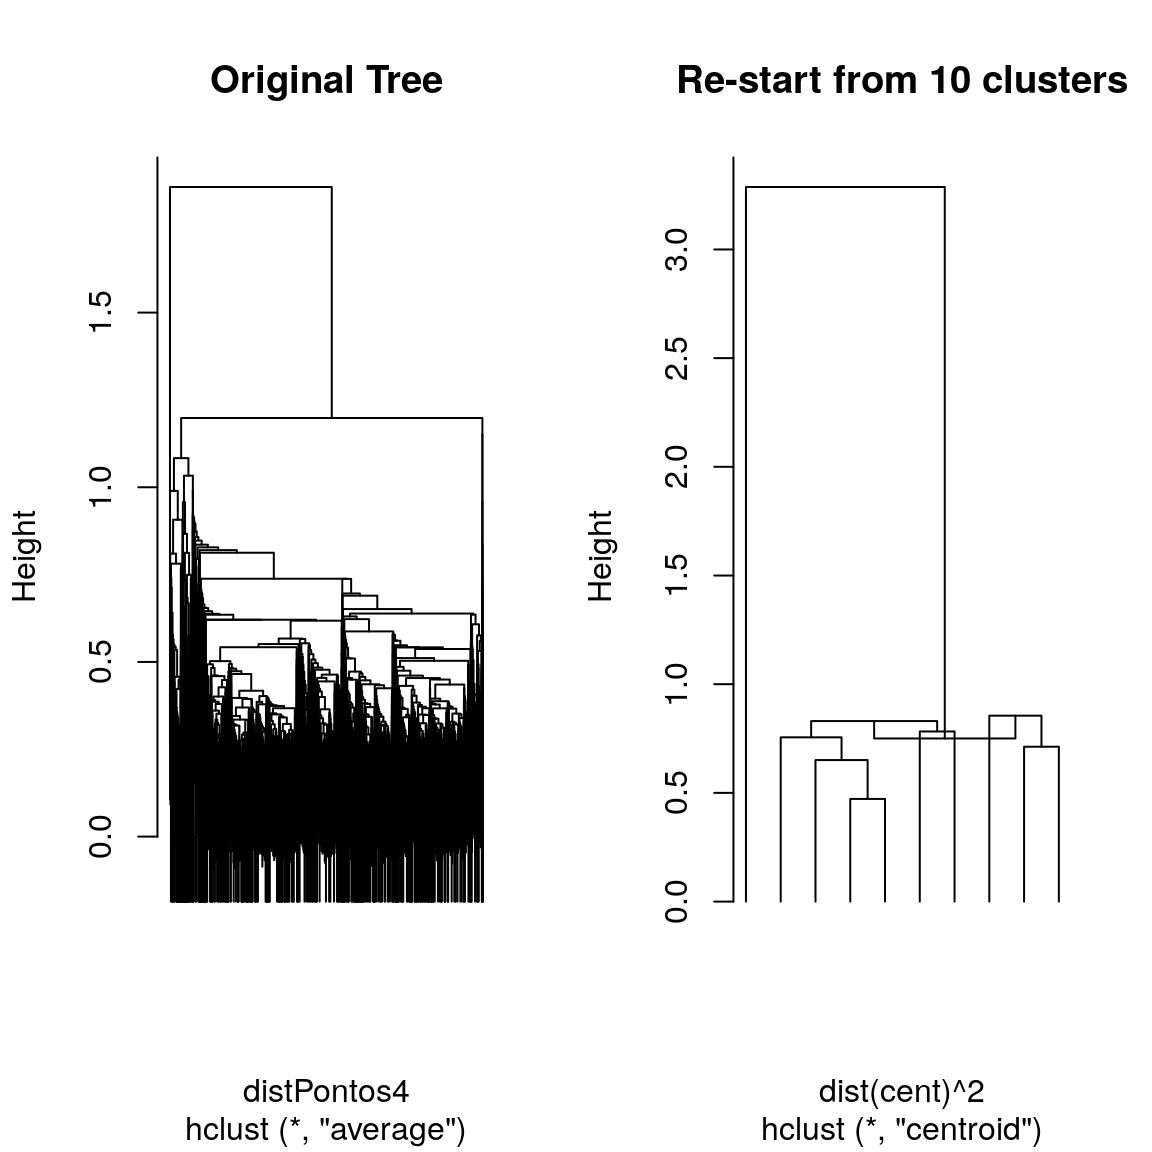 Original Tree
Height
0.0
0.5
1.0
1.5
distPontos4
hclust (*, "average")
Re-start from 10 clusters
Height
0.0
0.5
1.0
1.5
2.0
2.5
3.0
dist(cent)^2
hclust (*, "centroid")